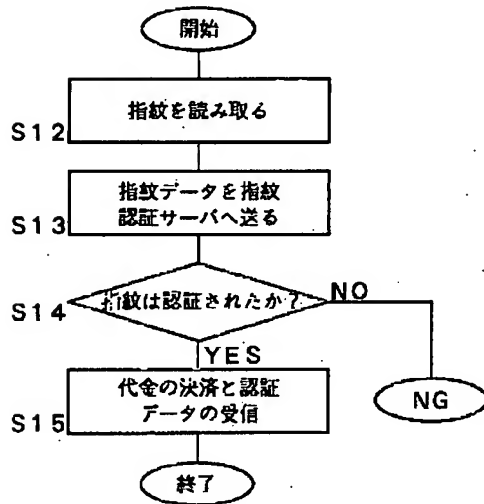 開始
指紋を読み取る
S12
指紋データを指紋
認証サーバへ送る
S13
指紋は認証されたか?
NO
S14
YES
代金の決済と認証
データの受信
S15
NG
終了